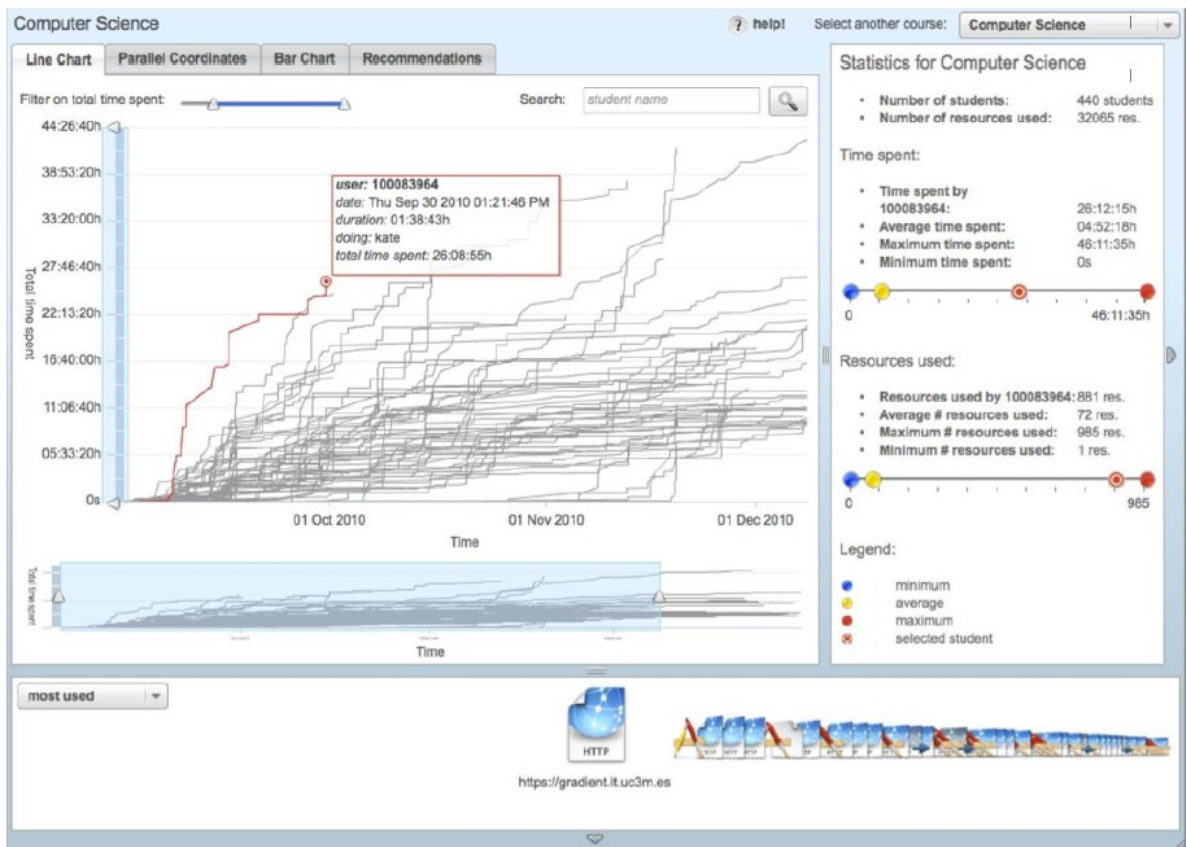 Computer Science
help!
Select another course:
Computer Science
Line Chart
Parallel Coordinates
Bar Chart
Recommendations
Filter on total time spent:
Search:
student name
44:26:40h
38:53:20h
33:20:00h
27:46:40h
22:13:20h
16:40:00h
11:06:40h
05:33:20h
0s
Total time spent
user: 100083964
date: Thu Sep 30 2010 01:21:46 PM
duration: 01:38:43h
doing: kate
total time spent: 26:08:55h
01 Oct 2010
01 Nov 2010
01 Dec 2010
Time
Total time spent
Time
Statistics for Computer Science
• Number of students: 440 students
• Number of resources used: 32065 res.
Time spent:
• Time spent by
100083964: 26:12:15h
• Average time spent: 04:52:18h
• Maximum time spent: 46:11:35h
• Minimum time spent: 0s
0
46:11:35h
Resources used:
• Resources used by 100083964: 881 res.
• Average # resources used: 72 res.
• Maximum # resources used: 985 res.
• Minimum # resources used: 1 res.
0
985
Legend:
minimum
average
maximum
selected student
most used
HTTP
https://gradient.it.uc3m.es